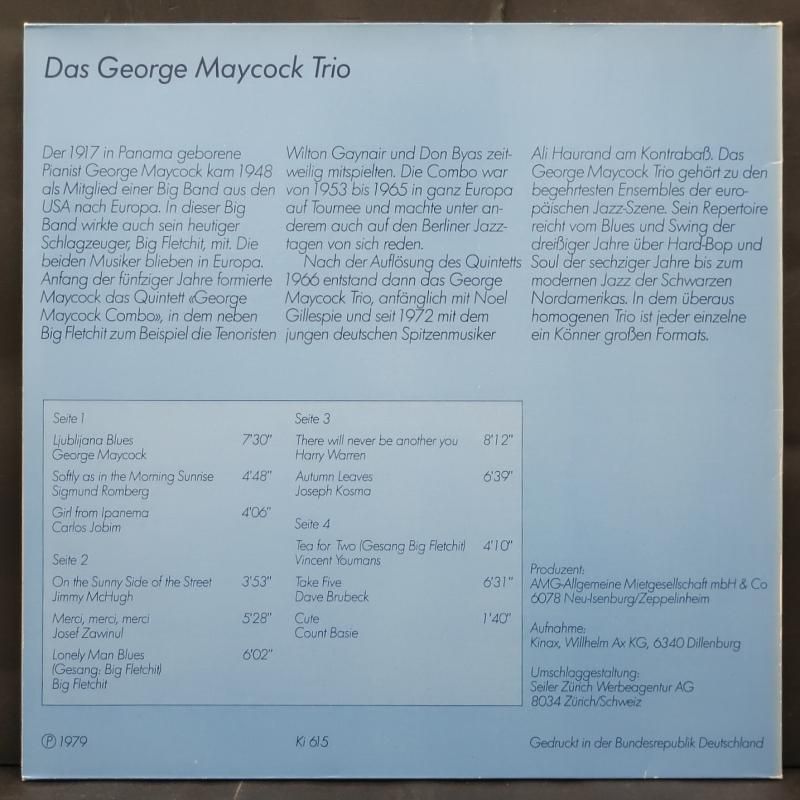 Das George Maycock Trio
Der 1917 in Panama geborene
Pianist George Maycock kam 1948
als Mitglied einer Big Band aus den
USA nach Europa. In dieser Big
Band wirkte auch sein heutiger
Schlagzeuger, Big Fletchit, mit. Die
beiden Musiker blieben in Europa.
Anfang der fünfziger Jahre formierte
Maycock das Quintett «George
Maycock Combo», in dem neben
Big Fletchit zum Beispiel die Tenoristen
Wilton Gaynair und Don Byas zeit-
weilig mitspielten. Die Combo war
von 1953 bis 1965 in ganz Europa
auf Tournee und machte unter an-
derem auch auf den Berliner Jazz-
tagen von sich reden.
Nach der Auflösung des Quintetts
1966 entstand dann das George
Maycock Trio, anfänglich mit Noel
Gillespie und seit 1972 mit dem
jungen deutschen Spitzenmusiker
Ali Haurand am Kontrabaß. Das
George Maycock Trio gehört zu den
begehrtesten Ensembles der euro-
päischen Jazz-Szene. Sein Repertoire
reicht vom Blues und Swing der
dreißiger Jahre über Hard-Bop und
Soul der sechziger Jahre bis zum
modernen Jazz der Schwarzen
Nordamerikas. In dem überaus
homogenen Trio ist jeder einzelne
ein Könner großen Formats.
Seite 1
Ljublijana Blues 7'30"
George Maycock
Softly as in the Morning Sunrise 4'48"
Sigmund Romberg
Girl from Ipanema 4'06"
Carlos Jobim
Seite 2
On the Sunny Side of the Street 3'53"
Jimmy McHugh
Merci, merci, merci 5'28"
Josef Zawinul
Lonely Man Blues 6'02"
(Gesang: Big Fletchit)
Big Fletchit
Seite 3
There will never be another you 8'12"
Harry Warren
Autumn Leaves 6'39"
Joseph Kosma
Seite 4
Tea for Two (Gesang Big Fletchit) 4'10"
Vincent Youmans
Take Five 6'31"
Dave Brubeck
Cute 1'40"
Count Basie
Produzent:
AMG-Allgemeine Mietgesellschaft mbH & Co
6078 Neu-Isenburg/Zeppelinheim
Aufnahme:
Kinax, Willhelm Ax KG, 6340 Dillenburg
Umschlaggestaltung:
Seiler Zürich Werbeagentur AG
8034 Zürich/Schweiz
℗ 1979
Ki 615
Gedruckt in der Bundesrepublik Deutschland